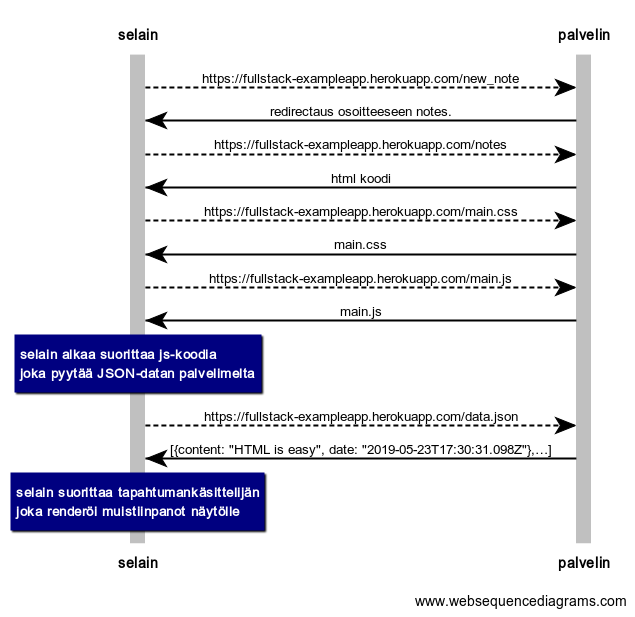 selain palvelin
https://fullstack-exampleapp.herokuapp.com/new_note
redirectaus osoitteeseen notes.
https://fullstack-exampleapp.herokuapp.com/notes
html koodi
https://fullstack-exampleapp.herokuapp.com/main.css
main.css
https://fullstack-exampleapp.herokuapp.com/main.js
main.js
selain alkaa suorittaa js-koodia
joka pyytää JSON-datan palvelimelta
https://fullstack-exampleapp.herokuapp.com/data.json
[{content: "HTML is easy", date: "2019-05-23T17:30:31.098Z"},...]
selain suorittaa tapahtumankäsittelijän
joka renderöi muistiinpanot näytölle
selain palvelin
www.websequencediagrams.com